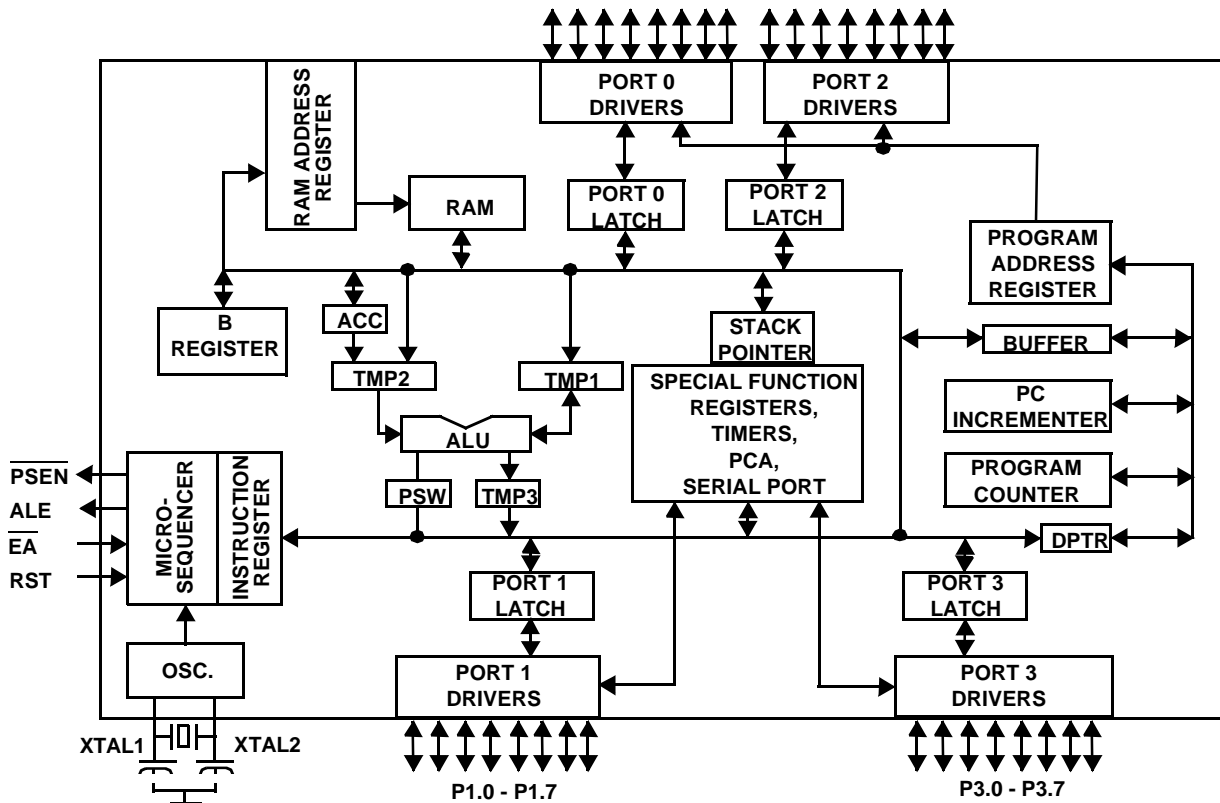 PORT 0
DRIVERS
PORT 2
DRIVERS
RAM ADDRESS
REGISTER
RAM
PORT 0
LATCH
PORT 2
LATCH
PROGRAM
ADDRESS
REGISTER
B
REGISTER
ACC
STACK
POINTER
BUFFER
TMP2
TMP1
SPECIAL FUNCTION
REGISTERS,
TIMERS,
PCA,
SERIAL PORT
PC
INCREMENTER
ALU
PROGRAM
COUNTER
PSEN
ALE
EA
RST
MICRO-
SEQUENCER
INSTRUCTION
REGISTER
PSW
TMP3
DPTR
PORT 1
LATCH
PORT 3
LATCH
OSC.
PORT 1
DRIVERS
PORT 3
DRIVERS
XTAL1
XTAL2
P1.0 - P1.7
P3.0 - P3.7